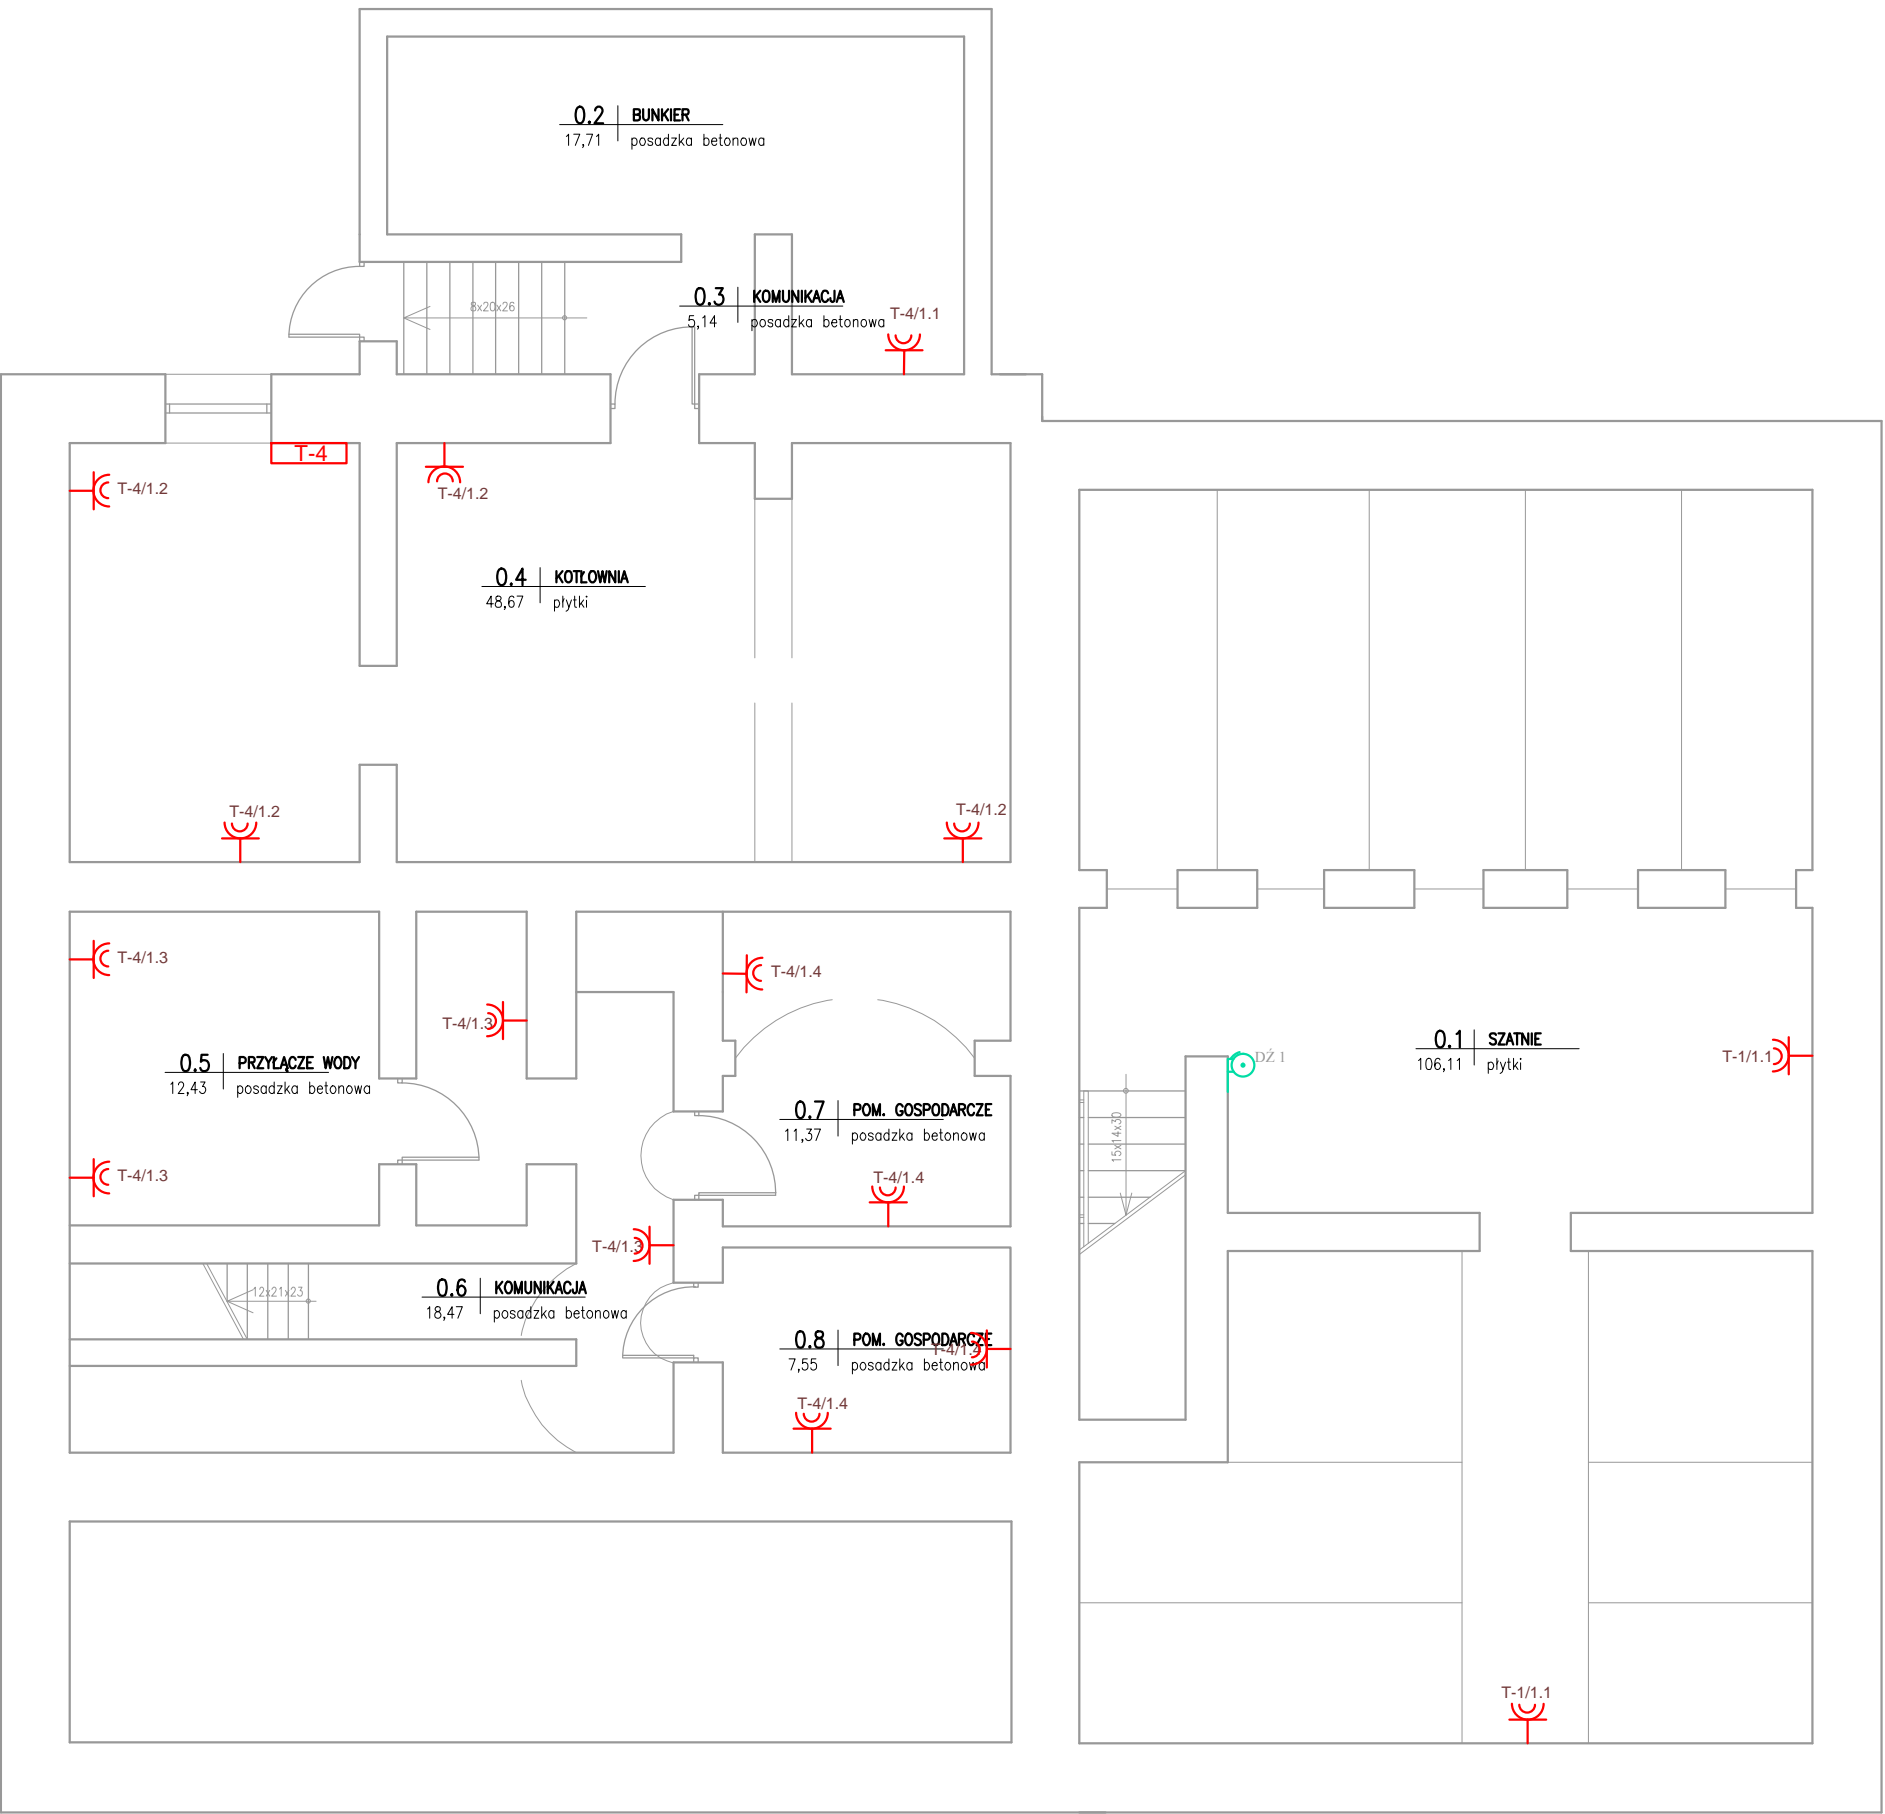 0.2 BUNKIER
17,71 posadzka betonowa
8x20x26
0.3 KOMUNIKACJA
5,14 posadzka betonowa
T-4/1.1
T-4
T-4/1.2
T-4/1.2
0.4 KOTŁOWNIA
48,67 płytki
T-4/1.2
T-4/1.2
T-4/1.3
T-4/1.4
T-4/1.3
0.5 PRZYŁĄCZE WODY
12,43 posadzka betonowa
0.1 SZATNIE
106,11 płytki
DŹ 1
T-1/1.1
0.7 POM. GOSPODARCZE
11,37 posadzka betonowa
15x14x30
T-4/1.3
T-4/1.4
T-4/1.3
12x21x23
0.6 KOMUNIKACJA
18,47 posadzka betonowa
0.8 POM. GOSPODARCZE
7,55 posadzka betonowa
T-4/1.4
T-4/1.4
T-1/1.1